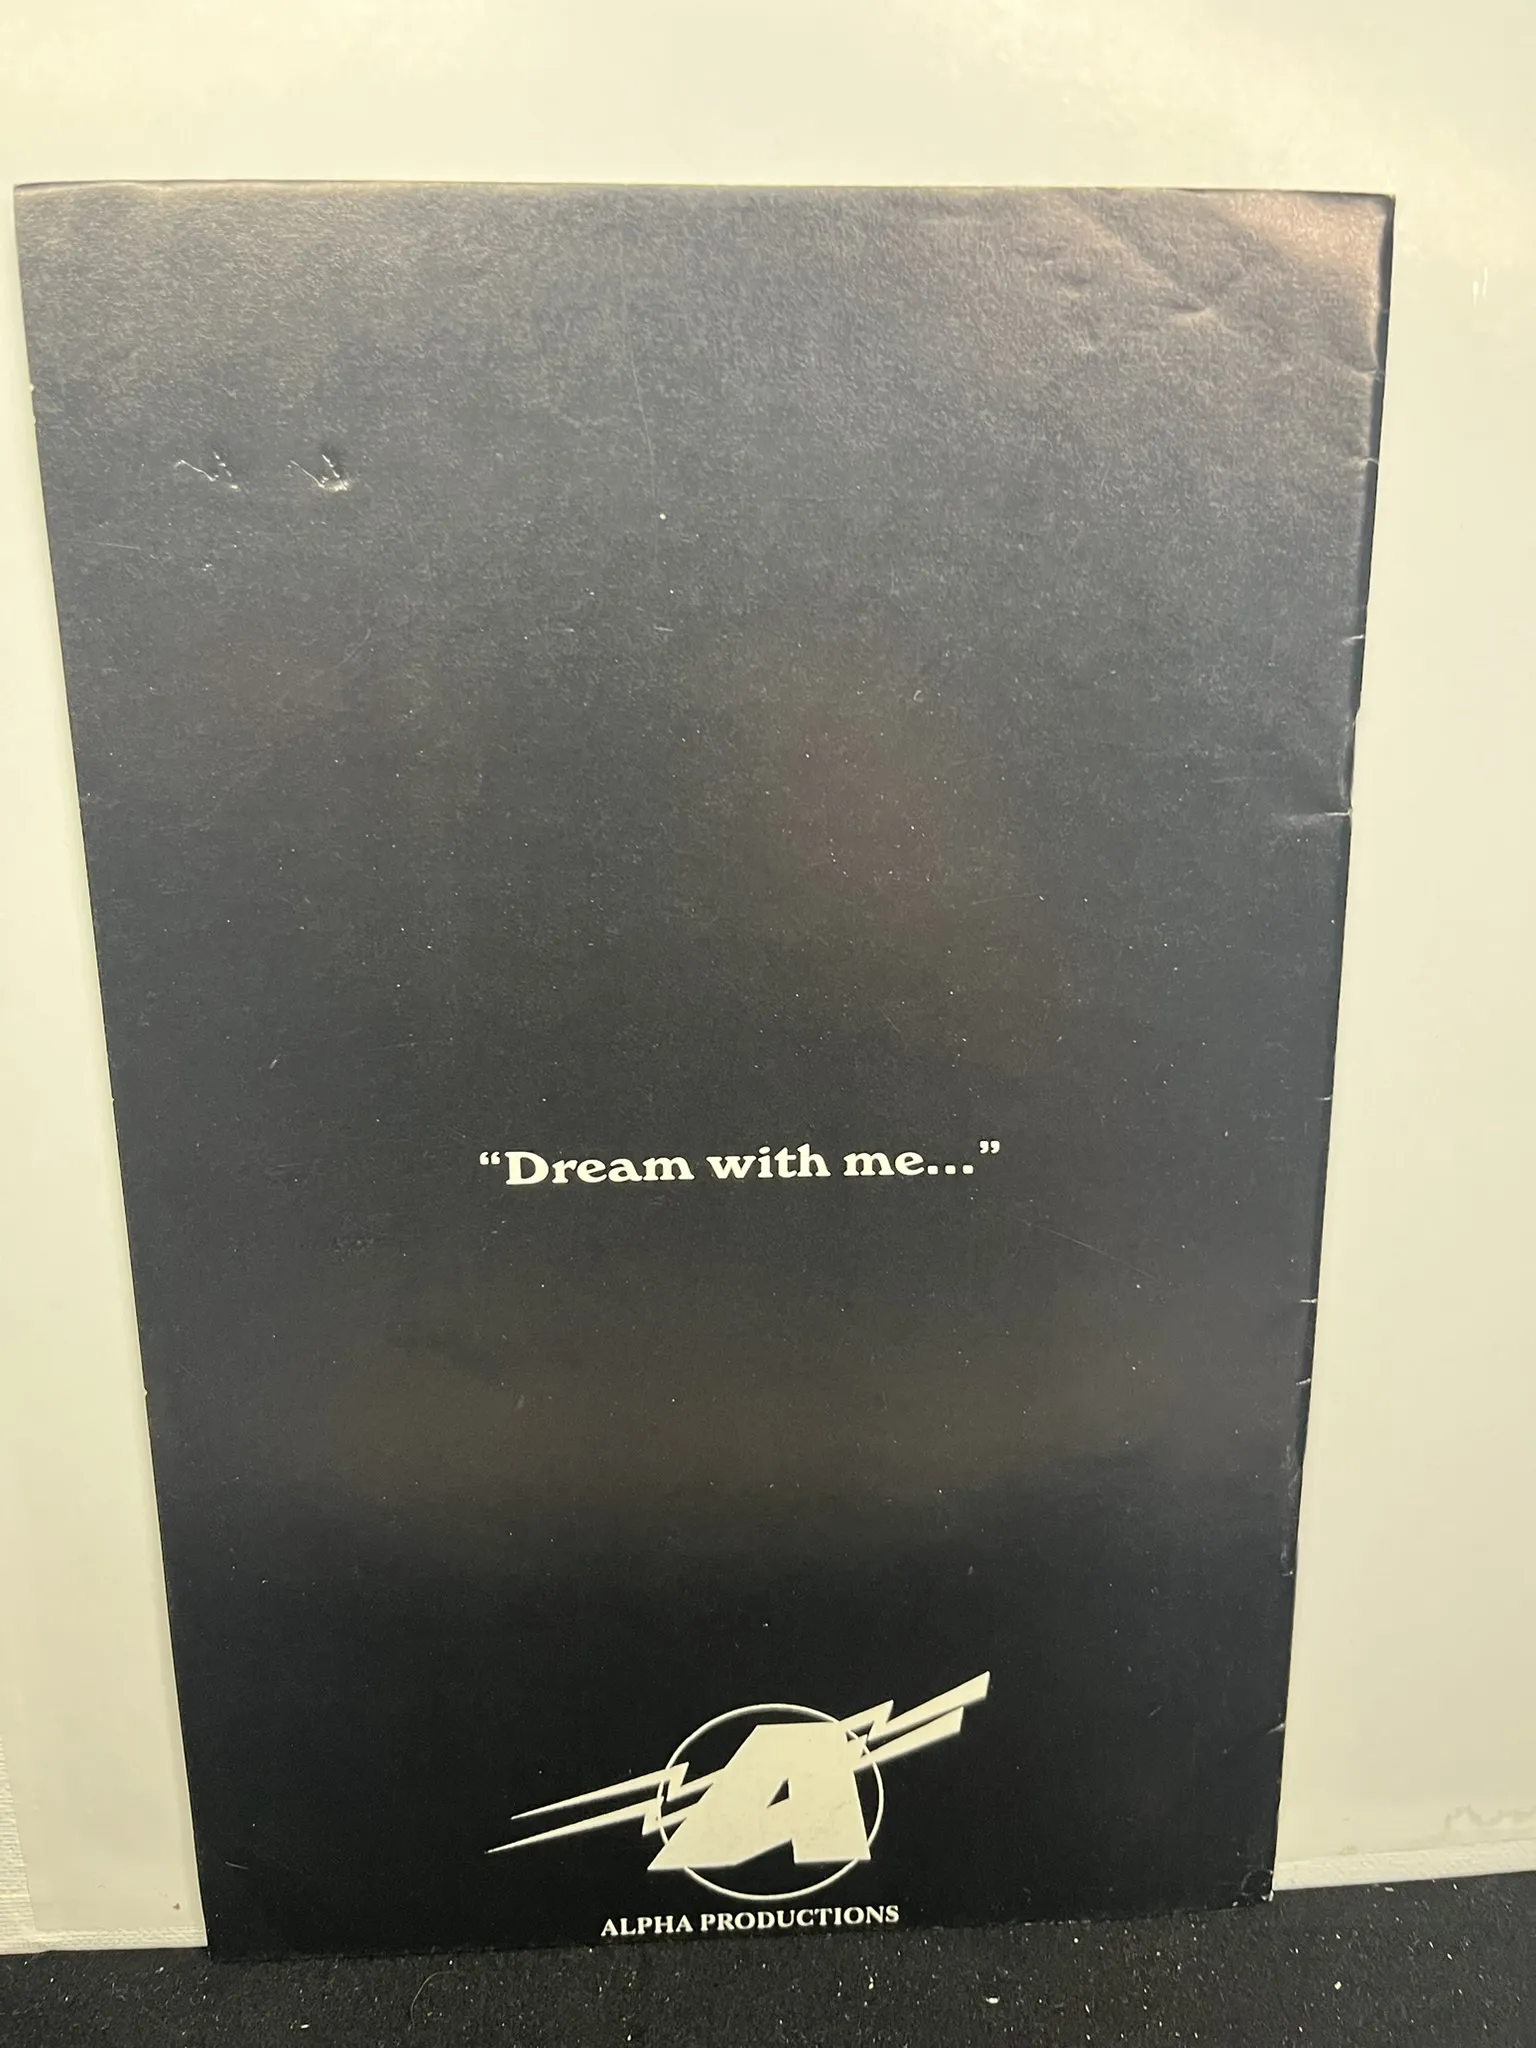 “Dream with me...”
A
ALPHA PRODUCTIONS